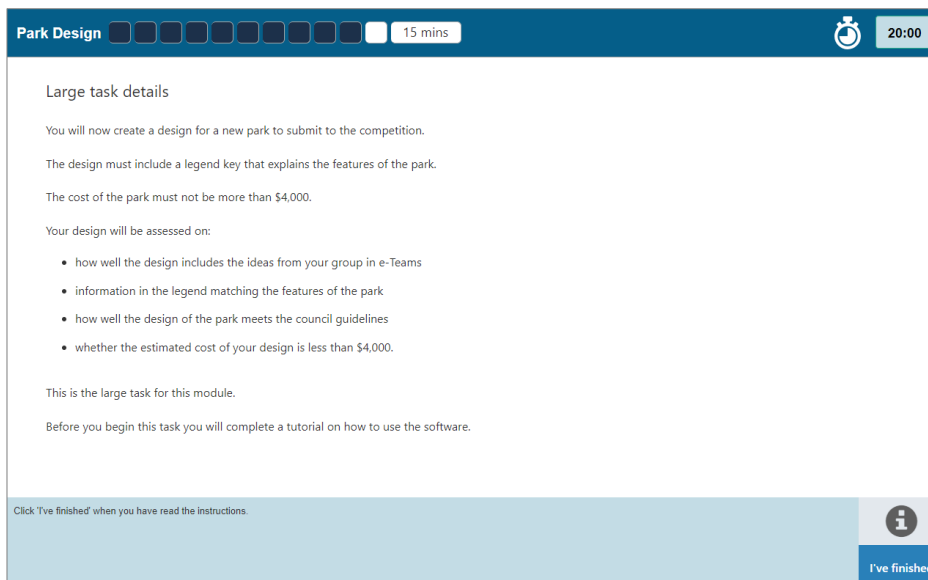 Park Design
15 mins
20:00
Large task details
You will now create a design for a new park to submit to the competition.
The design must include a legend key that explains the features of the park.
The cost of the park must not be more than $4,000.
Your design will be assessed on:
• how well the design includes the ideas from your group in e-Teams
• information in the legend matching the features of the park
• how well the design of the park meets the council guidelines
• whether the estimated cost of your design is less than $4,000.
This is the large task for this module.
Before you begin this task you will complete a tutorial on how to use the software.
Click 'I've finished' when you have read the instructions.
I've finished